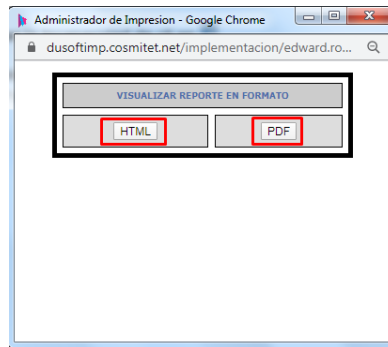 Administrador de Impresion - Google Chrome
dusoftimp.cosmitet.net/implementacion/edward.ro...
VISUALIZAR REPORTE EN FORMATO
HTML PDF